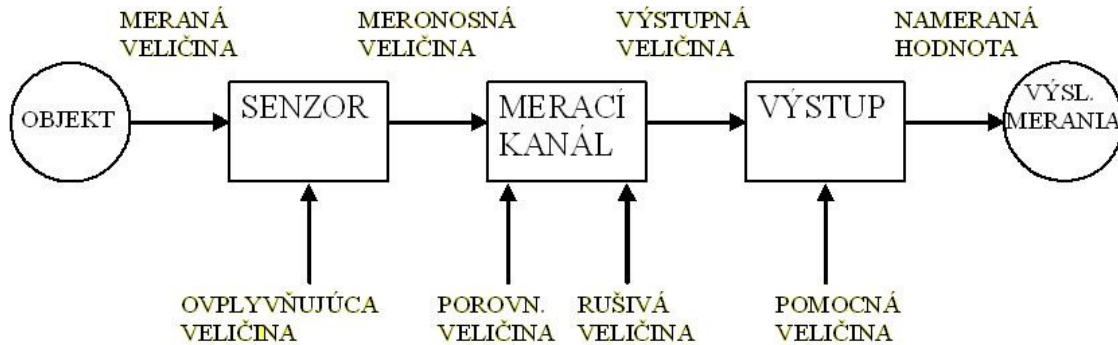 MERANÁ
VELIČINA
MERONOSNÁ
VELIČINA
VÝSTUPNÁ
VELIČINA
NAMERANÁ
HODNOTA
OBJEKT
SENZOR
MERACÍ
KANÁL
VÝSTUP
VÝSL.
MERANIA
OVPLYVŇUJÚCA
VELIČINA
POROVN.
VELIČINA
RUŠIVÁ
VELIČINA
POMOCNÁ
VELIČINA